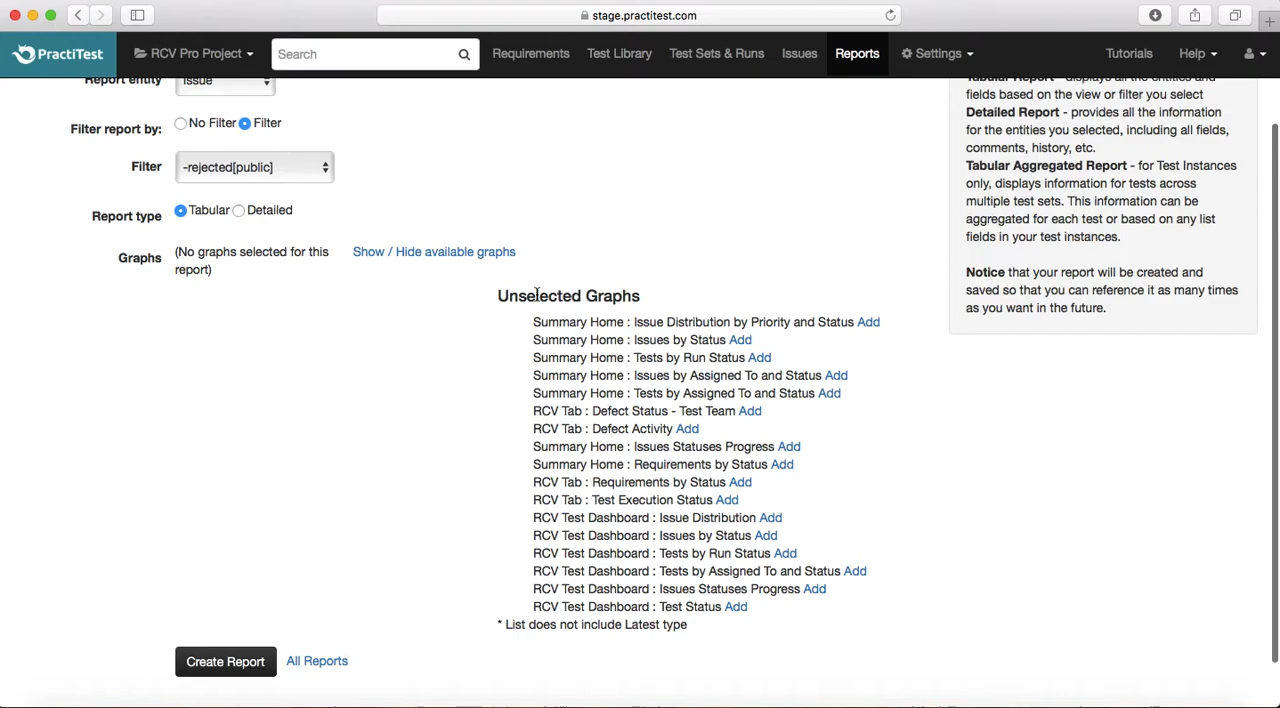 stage.practitest.com
PractiTest
RCV Pro Project
Search
Requirements
Test Library
Test Sets & Runs
Issues
Reports
Settings
Tutorials
Help
Report entity
Issue
Filter report by:
No Filter
Filter
Filter
-rejected[public]
Report type
Tabular
Detailed
Graphs
(No graphs selected for this
report)
Show / Hide available graphs
Unselected Graphs
Summary Home : Issue Distribution by Priority and Status Add
Summary Home : Issues by Status Add
Summary Home : Tests by Run Status Add
Summary Home : Issues by Assigned To and Status Add
Summary Home : Tests by Assigned To and Status Add
RCV Tab : Defect Status - Test Team Add
RCV Tab : Defect Activity Add
Summary Home : Issues Statuses Progress Add
Summary Home : Requirements by Status Add
RCV Tab : Requirements by Status Add
RCV Tab : Test Execution Status Add
RCV Test Dashboard : Issue Distribution Add
RCV Test Dashboard : Issues by Status Add
RCV Test Dashboard : Tests by Run Status Add
RCV Test Dashboard : Tests by Assigned To and Status Add
RCV Test Dashboard : Issues Statuses Progress Add
RCV Test Dashboard : Test Status Add
* List does not include Latest type
Create Report
All Reports
Tabular Report - displays all the entities and
fields based on the view or filter you select
Detailed Report - provides all the information
for the entities you selected, including all fields,
comments, history, etc.
Tabular Aggregated Report - for Test Instances
only, displays information for tests across
multiple test sets. This information can be
aggregated for each test or based on any list
fields in your test instances.
Notice that your report will be created and
saved so that you can reference it as many times
as you want in the future.